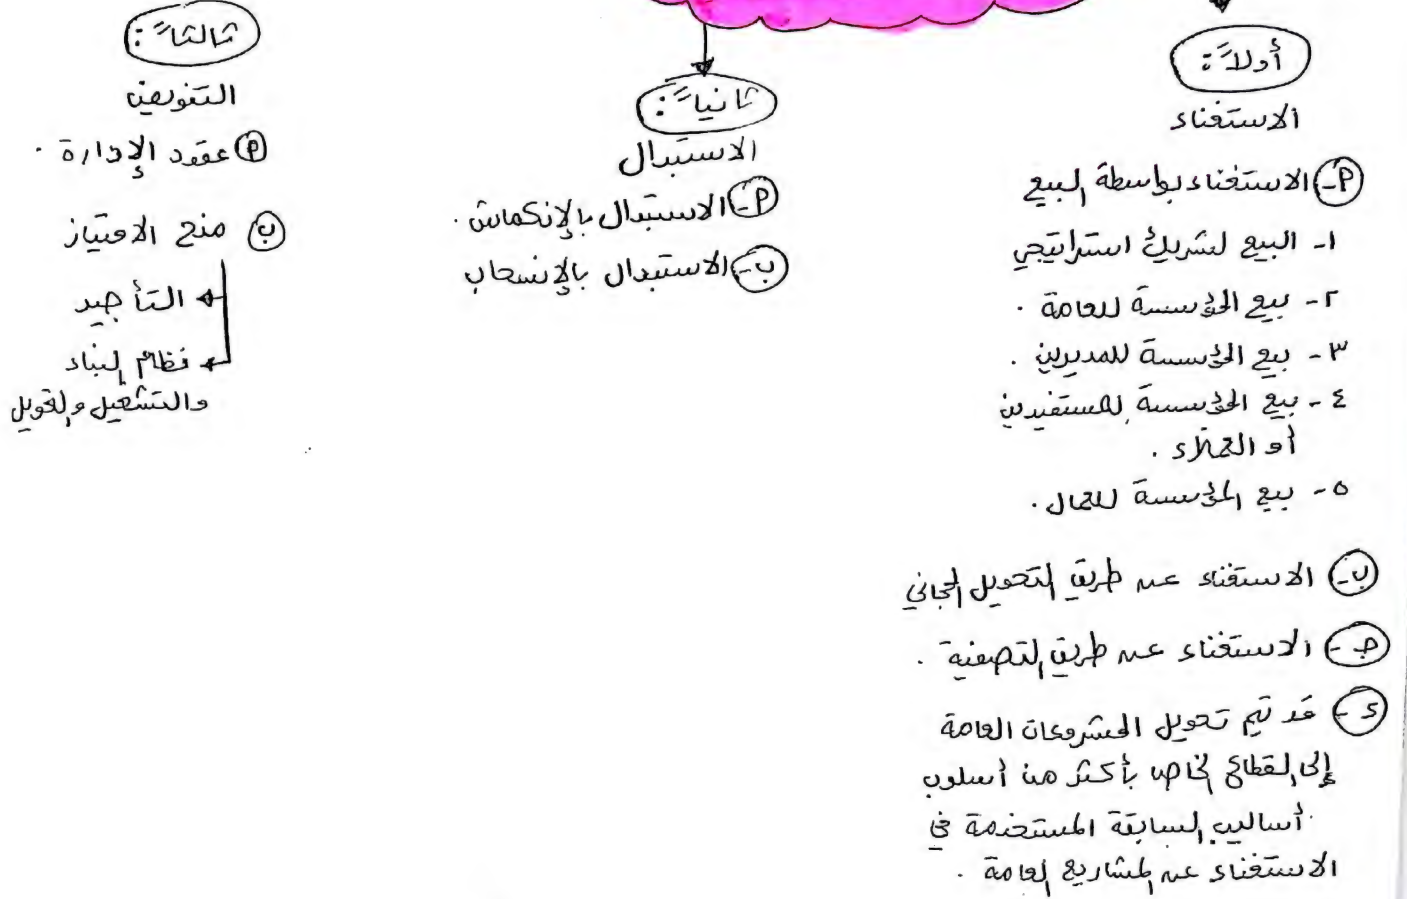 أولاً:
الاستغناء
أ- الاستغناء بواسطة البيع
١- البيع لشريك استراتيجي
٢- بيع المؤسسة للعامة.
٣- بيع المؤسسة للمديرين.
٤- بيع المؤسسة للمستفيدين
أو العملاء.
٥- بيع المؤسسة للعمال.
ب- الاستغناء عن طريق التحويل المجاني
ج- الاستغناء عن طريق التصفية.
د- قد تم تحويل المشروعات العامة
إلى القطاع الخاص بأكثر من أسلوب
أساليب السابقة المستخدمة في
الاستغناء عن المشاريع العامة.
ثانياً:
الاستبدال
أ- الاستبدال بالإنكماش.
ب- الاستبدال بالإنسحاب
ثالثاً:
التفويض
أ عقود الإدارة.
ب منح الامتياز
التأجير
نظام البناء
والتشغيل والتحويل